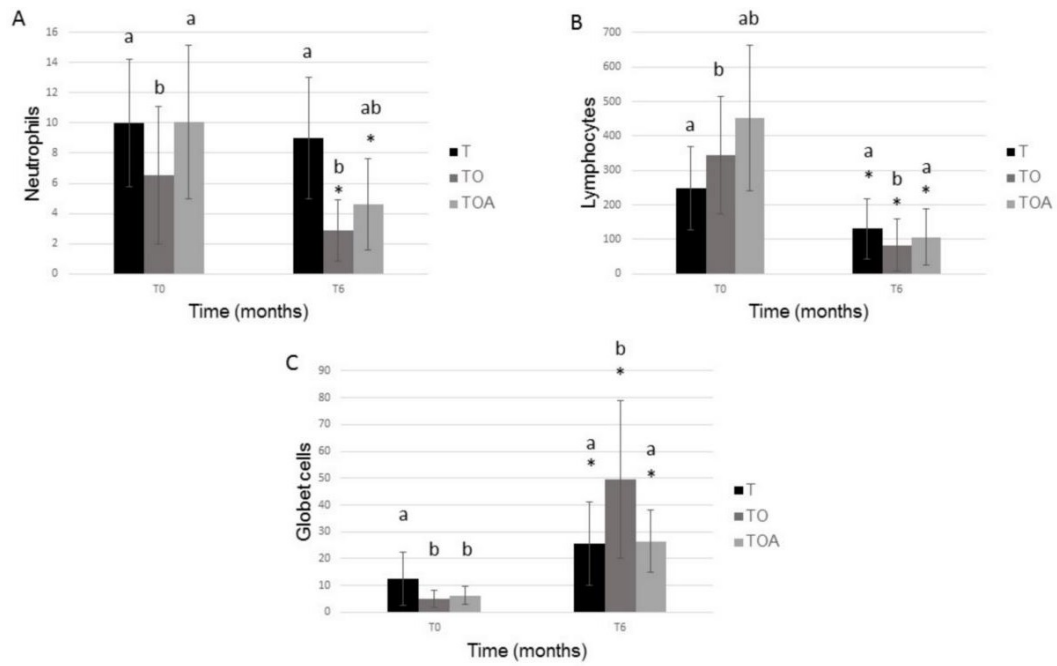 A
a
a
a
b
a
ab
*
b
*
16
14
12
10
8
6
4
2
0
Neutrophils
T0
T6
Time (months)
T
TO
TOA
B
ab
b
a
a
*
b
*
a
*
700
600
500
400
300
200
100
0
Lymphocytes
T0
T6
Time (months)
T
TO
TOA
C
b
*
a
*
a
*
a
b
b
90
80
70
60
50
40
30
20
10
0
Globet cells
T0
T6
Time (months)
T
TO
TOA